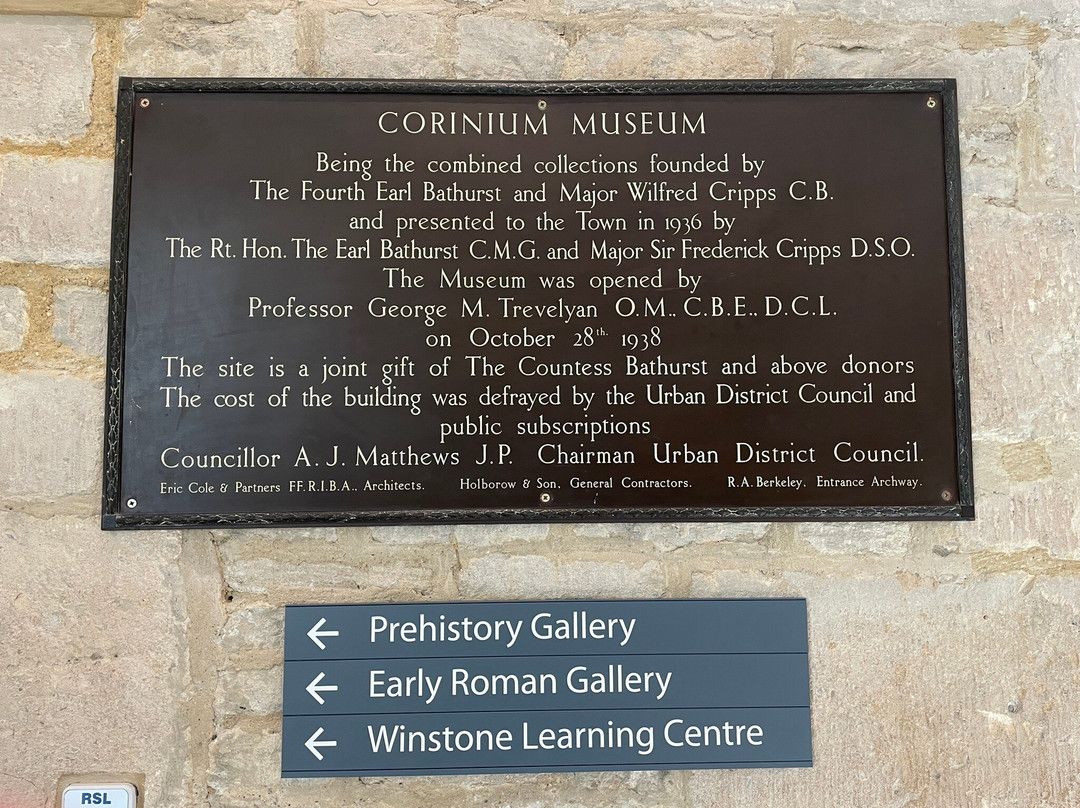 CORINIUM MUSEUM
Being the combined collections founded by
The Fourth Earl Bathurst and Major Wilfred Cripps C.B.
and presented to the Town in 1936 by
The Rt. Hon. The Earl Bathurst C.M.G. and Major Sir Frederick Cripps D.S.O.
The Museum was opened by
Professor George M. Trevelyan O.M., C.B.E., D.C.L.
on October 28th. 1938
The site is a joint gift of The Countess Bathurst and above donors
The cost of the building was defrayed by the Urban District Council and
public subscriptions
Councillor A. J. Matthews J.P. Chairman Urban District Council.
Eric Cole & Partners FF.R.I.B.A., Architects. Holborow & Son, General Contractors. R.A. Berkeley, Entrance Archway.
← Prehistory Gallery
← Early Roman Gallery
← Winstone Learning Centre
RSL